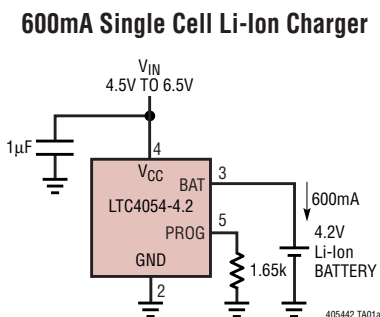 600mA Single Cell Li-Ion Charger
VIN
4.5V TO 6.5V
1μF
4
VCC
BAT
3
LTC4054-4.2
600mA
PROG
5
4.2V
Li-Ion
BATTERY
GND
1.65k
2
405442 TA01a